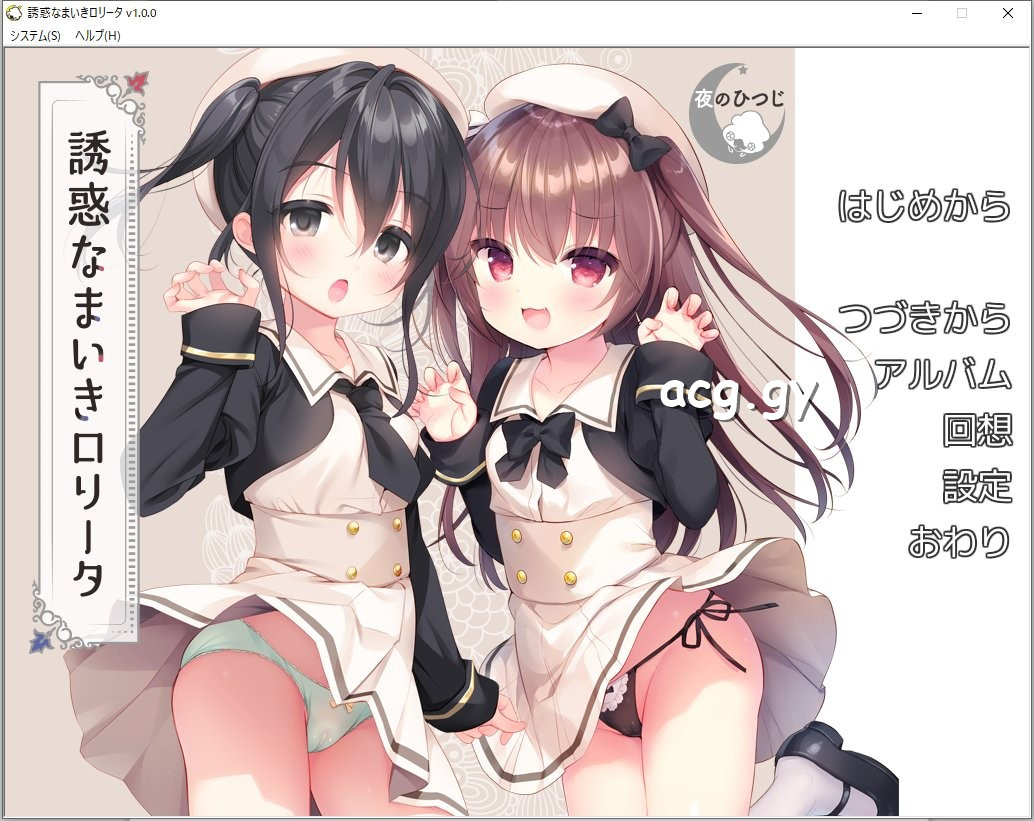 誘惑なまいきロリータ v1.0.0
システム(S) ヘルプ(H)
誘惑なまいきロリータ
夜のひつじ
はじめから
つづきから
アルバム
回想
設定
おわり
acg.gy